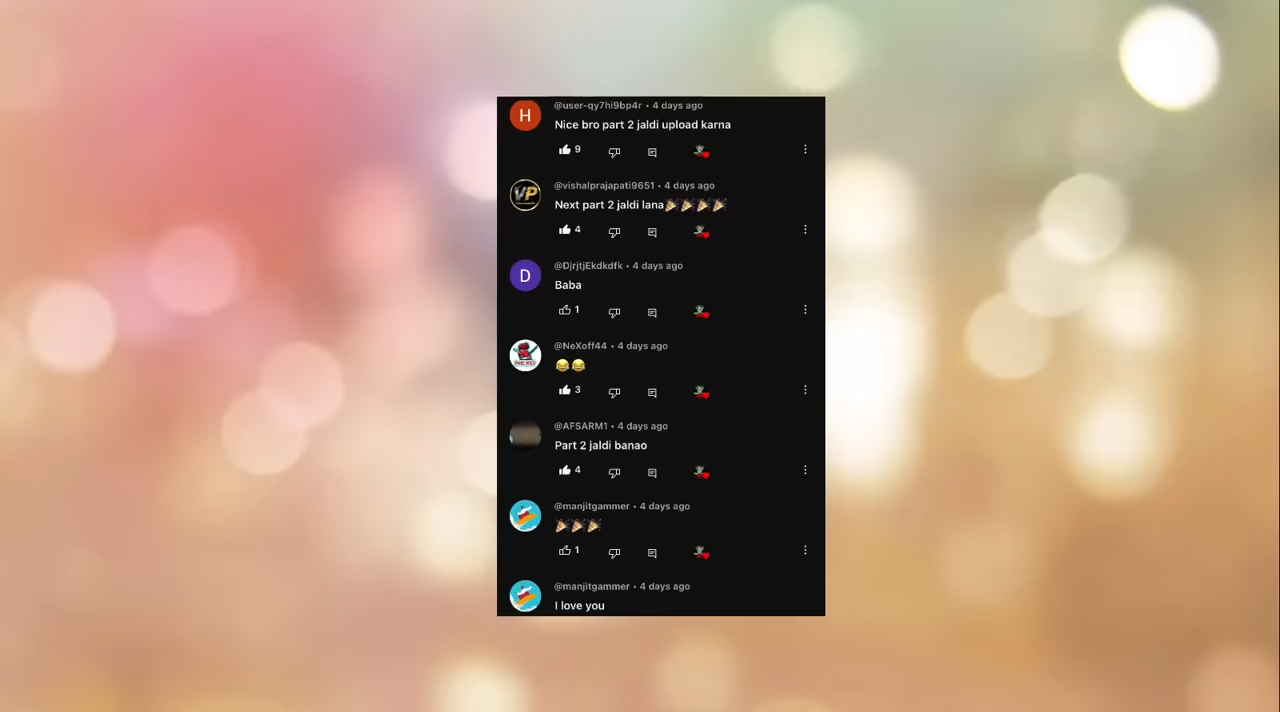 H
@user-qy7hi9bp4r • 4 days ago
Nice bro part 2 jaldi upload karna
9
VP
@vishalprajapati9651 • 4 days ago
Next part 2 jaldi lana🎉🎉🎉🎉
4
D
@DjrjtjEkdkdfk • 4 days ago
Baba
1
NEXO
@NeXoff44 • 4 days ago
😂😂
3
@AFSARM1 • 4 days ago
Part 2 jaldi banao
4
@manjitgammer • 4 days ago
🎉🎉🎉
1
@manjitgammer • 4 days ago
I love you